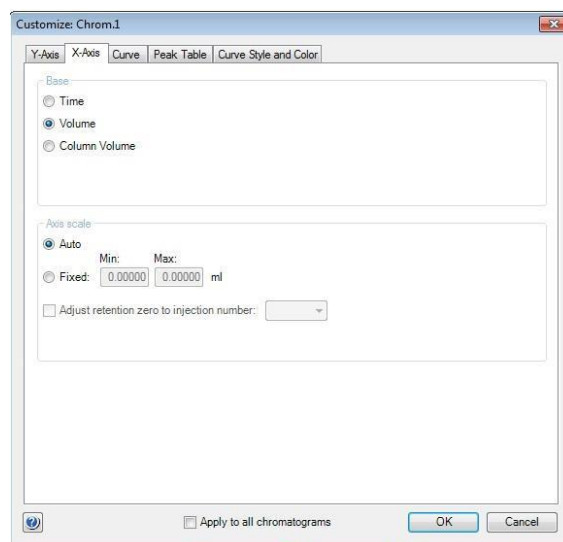 Customize: Chrom.1
Y-Axis X-Axis Curve Peak Table Curve Style and Color
Base
Time
Volume
Column Volume
Axis scale
Auto
Min: Max:
Fixed: 0.00000 0.00000 ml
Adjust retention zero to injection number:
Apply to all chromatograms OK Cancel